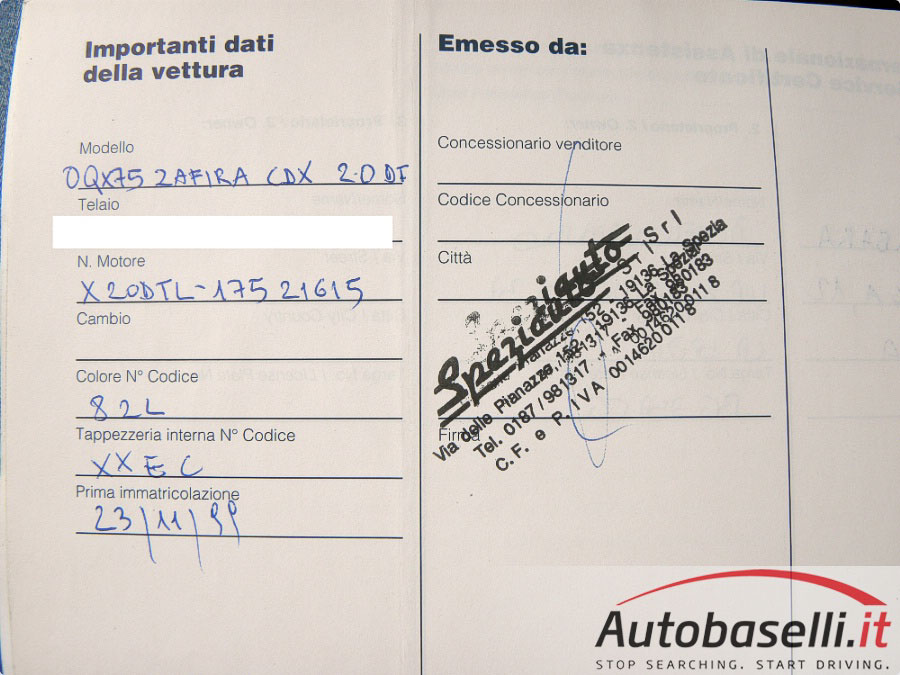 Importanti dati
della vettura
Modello
0QX75 ZAFIRA CDX 2.0 DI
Telaio
N. Motore
X20DTL-17521615
Cambio
Colore N° Codice
82L
Tappezzeria interna N° Codice
XXEC
Prima immatricolazione
23/11/99
Emesso da:
Concessionario venditore
Codice Concessionario
Città
Speziauto Srl
Via delle Pianazze, 152 - 19136 La Spezia
Tel. 0187/981317 - Fax 980183
C.F. e P. IVA 00146200118
Firma
Autobaselli.it
STOP SEARCHING. START DRIVING.